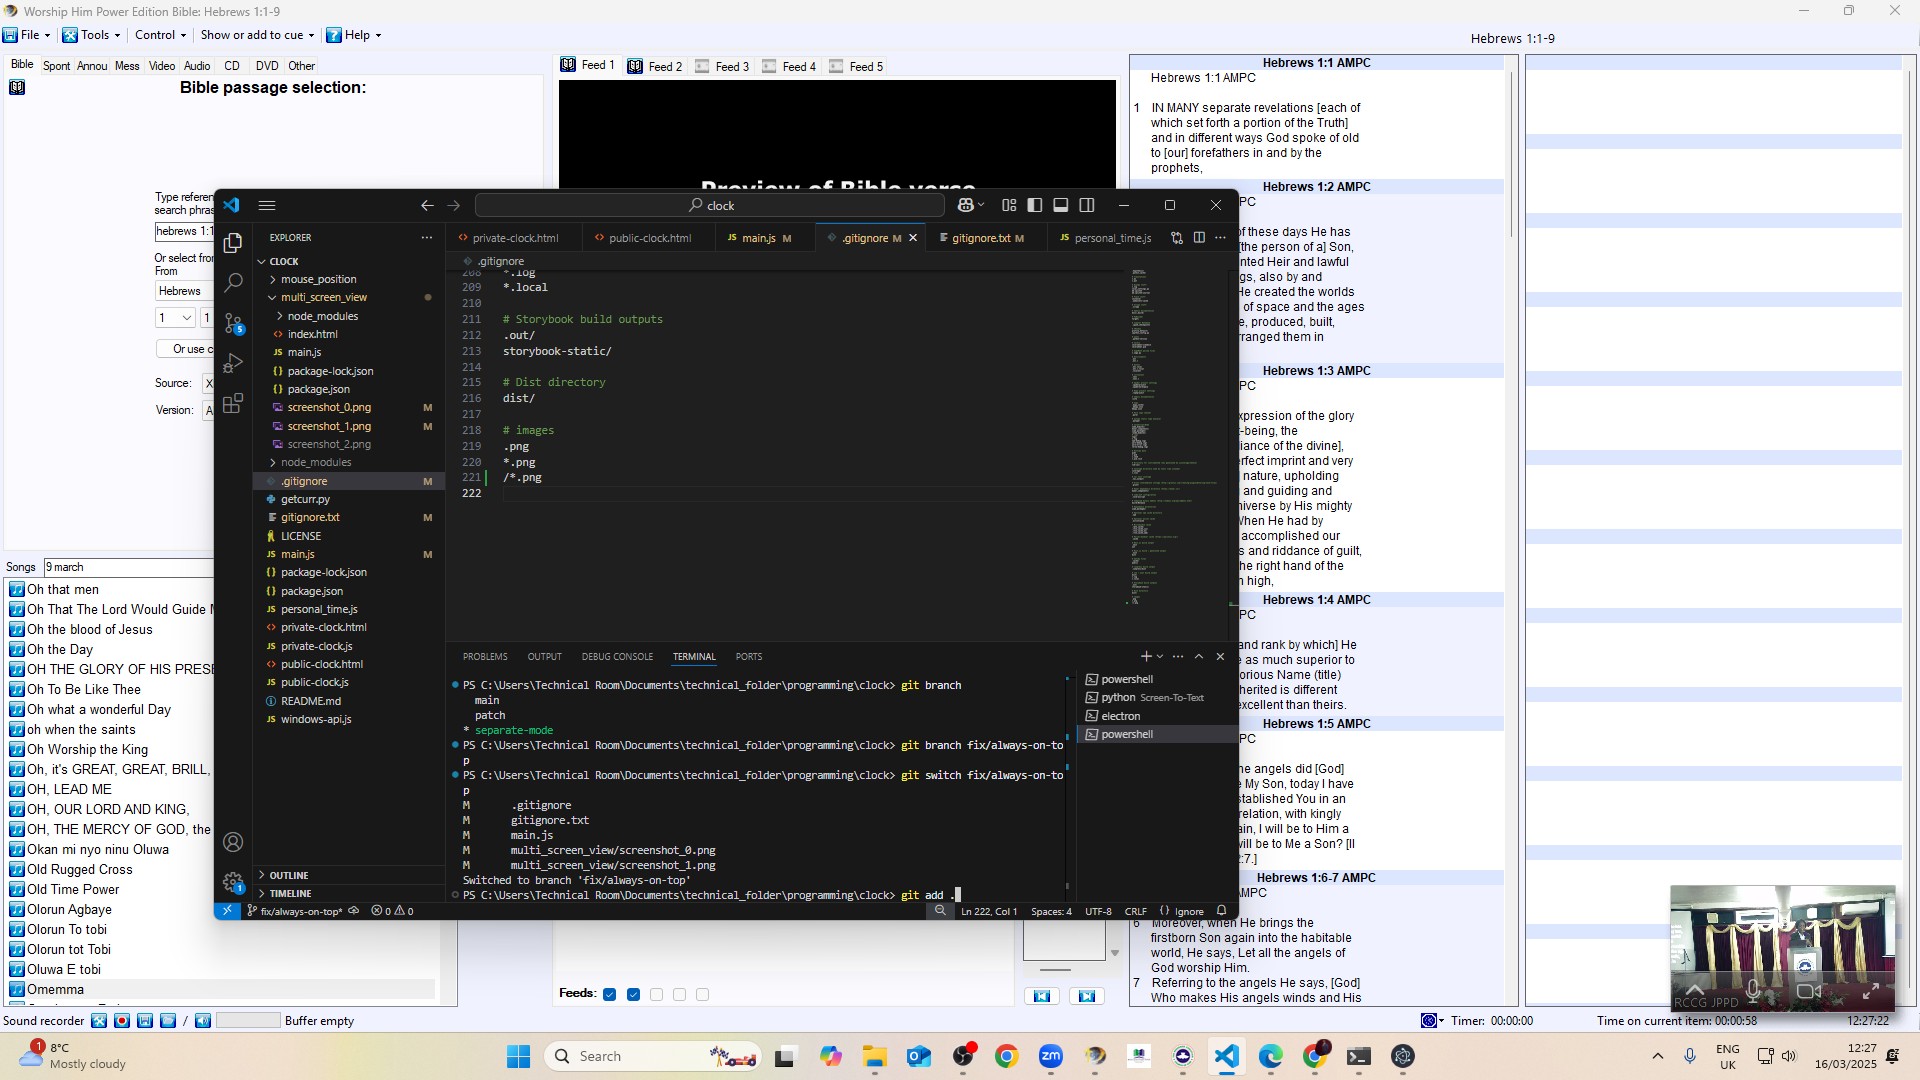 Worship Him Power Edition Bible: Hebrews 1:1-9
File Tools Control Show or add to cue Help
Hebrews 1:1-9
Bible Spont Annou Mess Video Audio CD DVD Other
Bible passage selection:
Type referen
search phras
hebrews 1:1
Or select fro
From
Hebrews
1 1
Or use c
Source: X
Version: A
Songs 9 march
Oh that men
Oh That The Lord Would Guide
Oh the blood of Jesus
Oh the Day
OH THE GLORY OF HIS PRESE
Oh To Be Like Thee
Oh what a wonderful Day
oh when the saints
Oh Worship the King
Oh, it's GREAT, GREAT, BRILL,
OH, LEAD ME
OH, OUR LORD AND KING,
OH, THE MERCY OF GOD, the
Okan mi nyo ninu Oluwa
Old Rugged Cross
Old Time Power
Olorun Agbaye
Olorun To tobi
Olorun tot Tobi
Oluwa E tobi
Omemma
Sound recorder / Buffer empty
Feed 1 Feed 2 Feed 3 Feed 4 Feed 5
Preview of Bible verse
Feeds:
clock
EXPLORER
CLOCK
mouse_position
multi_screen_view
node_modules
index.html
main.js
package-lock.json
package.json
screenshot_0.png M
screenshot_1.png M
screenshot_2.png
node_modules
.gitignore M
getcurr.py
gitignore.txt M
LICENSE
main.js M
package-lock.json
package.json
personal_time.js
private-clock.html
private-clock.js
public-clock.html
public-clock.js
README.md
windows-api.js
OUTLINE
TIMELINE
private-clock.html public-clock.html main.js M .gitignore M gitignore.txt M personal_time.js
.gitignore
208 *.log
209 *.local
210
211 # Storybook build outputs
212 .out/
213 storybook-static/
214
215 # Dist directory
216 dist/
217
218 # images
219 .png
220 *.png
221 /*.png
222
PROBLEMS OUTPUT DEBUG CONSOLE TERMINAL PORTS
PS C:\Users\Technical Room\Documents\technical_folder\programming\clock> git branch
main
patch
* separate-mode
PS C:\Users\Technical Room\Documents\technical_folder\programming\clock> git branch fix/always-on-to
p
PS C:\Users\Technical Room\Documents\technical_folder\programming\clock> git switch fix/always-on-to
p
M .gitignore
M gitignore.txt
M main.js
M multi_screen_view/screenshot_0.png
M multi_screen_view/screenshot_1.png
Switched to branch 'fix/always-on-top'
PS C:\Users\Technical Room\Documents\technical_folder\programming\clock> git add .
powershell
python Screen-To-Text
electron
powershell
fix/always-on-top* 0 0 Ln 222, Col 1 Spaces: 4 UTF-8 CRLF Ignore
Hebrews 1:1 AMPC
Hebrews 1:1 AMPC
1 IN MANY separate revelations [each of
which set forth a portion of the Truth]
and in different ways God spoke of old
to [our] forefathers in and by the
prophets,
Hebrews 1:2 AMPC
PC
of these days He has
[the person of a] Son,
nted Heir and lawful
gs, also by and
He created the worlds
of space and the ages
e, produced, built,
rranged them in
Hebrews 1:3 AMPC
PC
xpression of the glory
-being, the
liance of the divine],
rfect imprint and very
nature, upholding
and guiding and
niverse by His mighty
When He had by
accomplished our
s and riddance of guilt,
he right hand of the
n high,
Hebrews 1:4 AMPC
PC
and rank by which] He
e as much superior to
orious Name (title)
herited is different
excellent than theirs.
Hebrews 1:5 AMPC
PC
he angels did [God]
e My Son, today I have
stablished You in an
relation, with kingly
ain, I will be to Him a
will be to Me a Son? [II
2:7.]
Hebrews 1:6-7 AMPC
AMPC
6 Moreover, when He brings the
firstborn Son again into the habitable
world, He says, Let all the angels of
God worship Him.
7 Referring to the angels He says, [God]
Who makes His angels winds and His
RCCG JPPD
Timer: 00:00:00 Time on current item: 00:00:58 12:27:22
1
8°C
Mostly cloudy
Search
zm
ENG
UK
12:27
16/03/2025